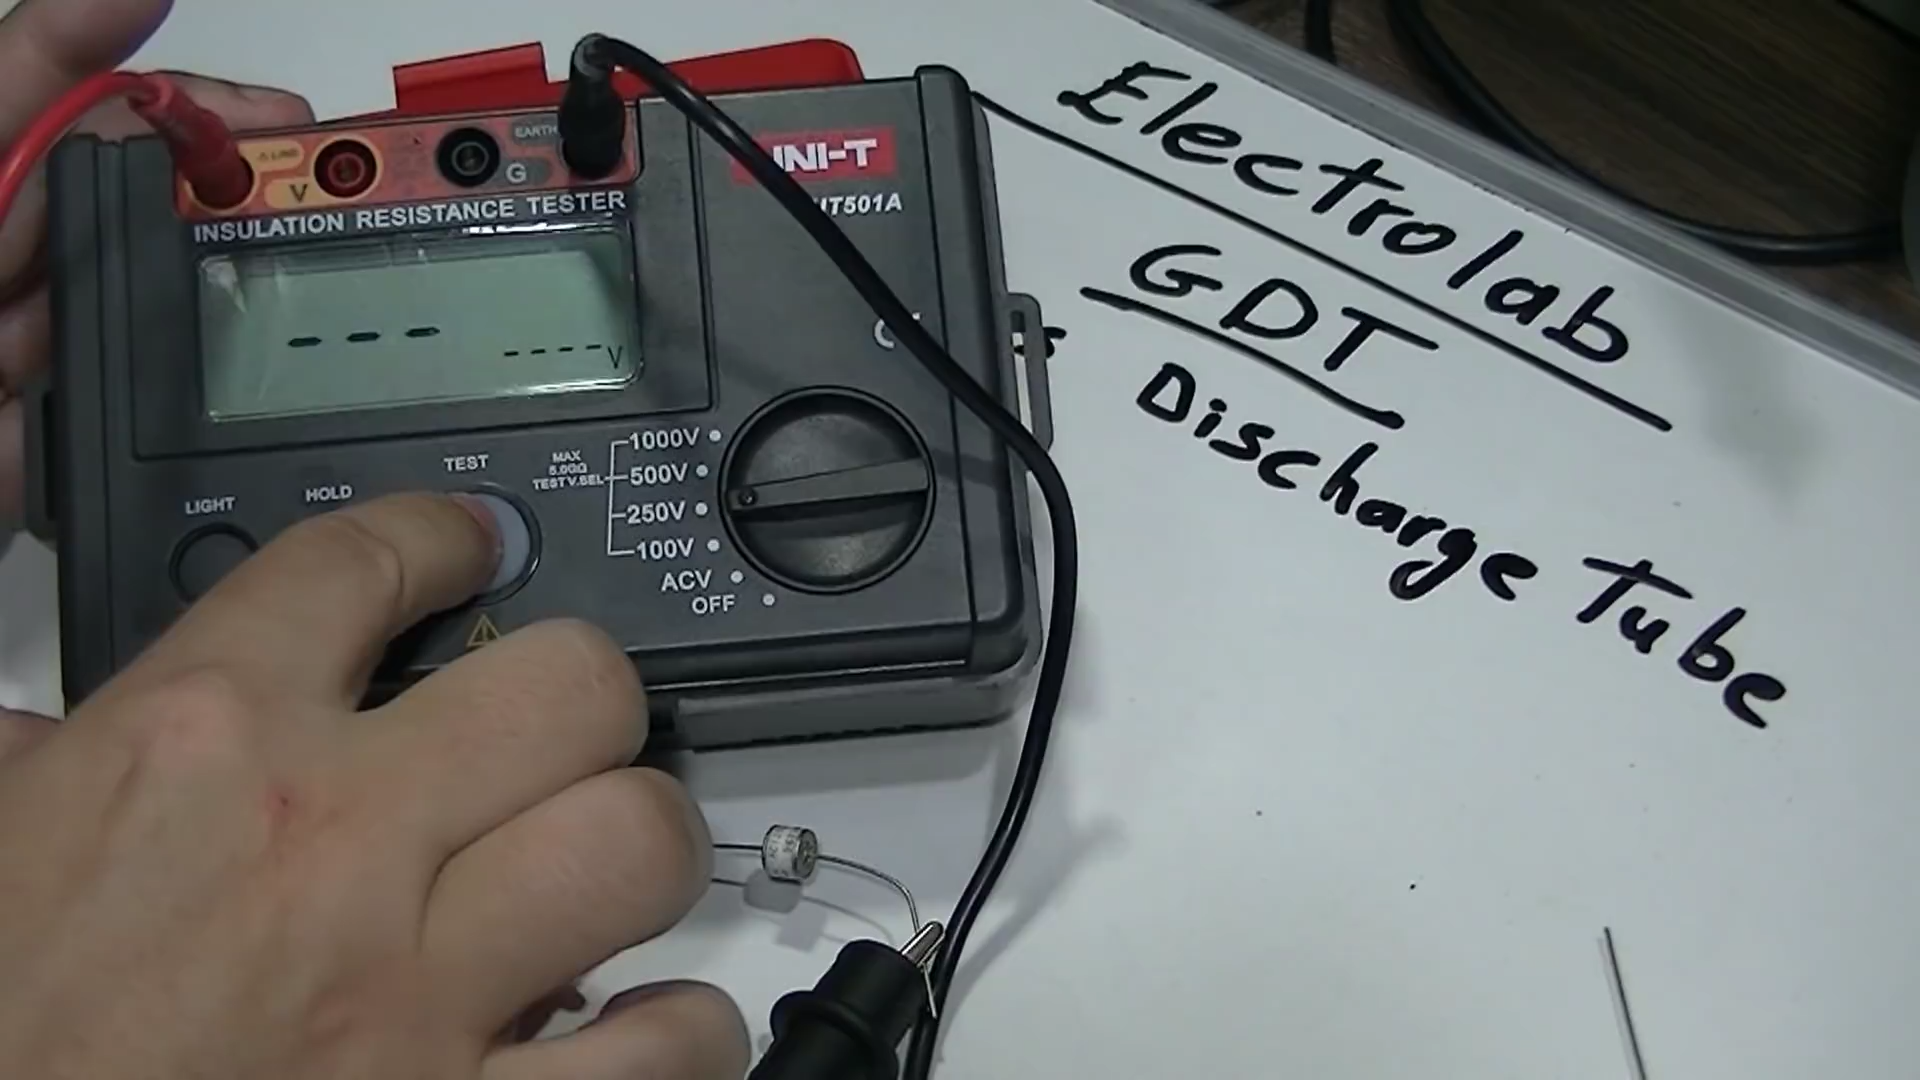 LINE
V
EARTH
G
UNI-T
UT501A
INSULATION RESISTANCE TESTER
- - -
----V
LIGHT
HOLD
TEST
MAX
5.00GΩ
TEST V.SEL
1000V
500V
250V
100V
ACV
OFF
Electrolab
GDT
s Discharge Tube